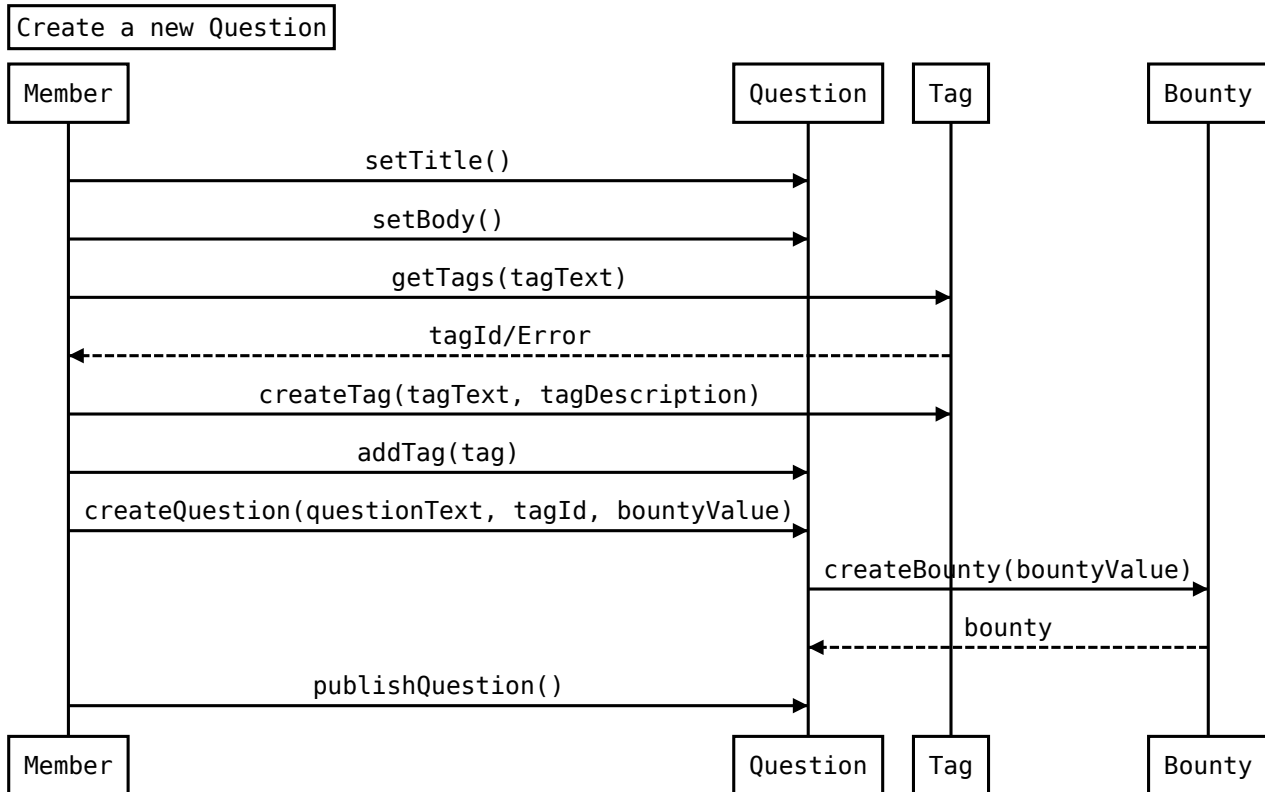 Create a new Question
Member Question Tag Bounty
setTitle()
setBody()
getTags(tagText)
tagId/Error
createTag(tagText, tagDescription)
addTag(tag)
createQuestion(questionText, tagId, bountyValue)
createBounty(bountyValue)
bounty
publishQuestion()
Member Question Tag Bounty